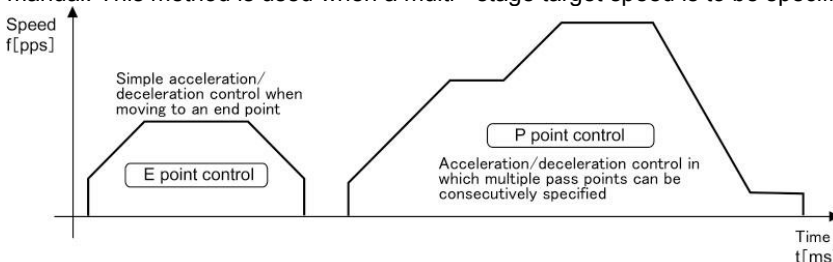 manual. This method is used when a multi- stage target speed is to be specifi
Speed
f[pps]
Simple acceleration/
deceleration control when
moving to an end point
E point control
P point control
Acceleration/deceleration control in
which multiple pass points can be
consecutively specified
Time
t[ms]